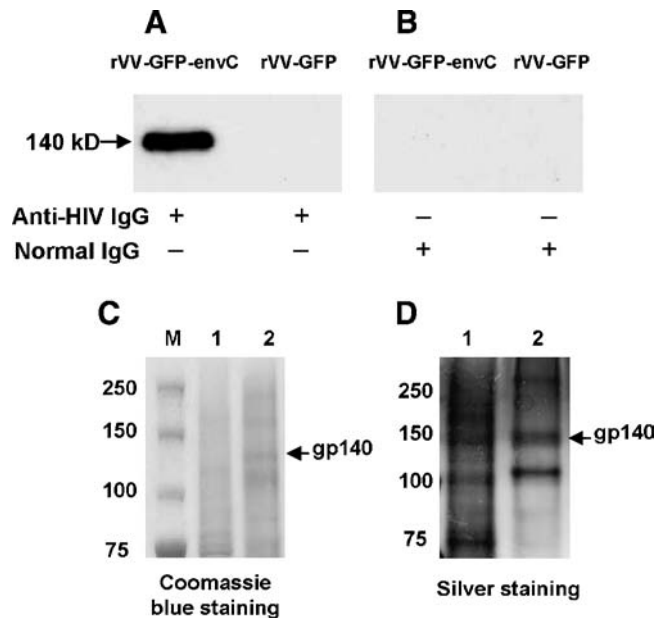 A B
rVV-GFP-envC rVV-GFP rVV-GFP-envC rVV-GFP
140 kD
Anti-HIV IgG + + – –
Normal IgG – – + +
C D
M 1 2 1 2
250 250
150 gp140 150 gp140
100 100
75 75
Coomassie Silver staining
blue staining